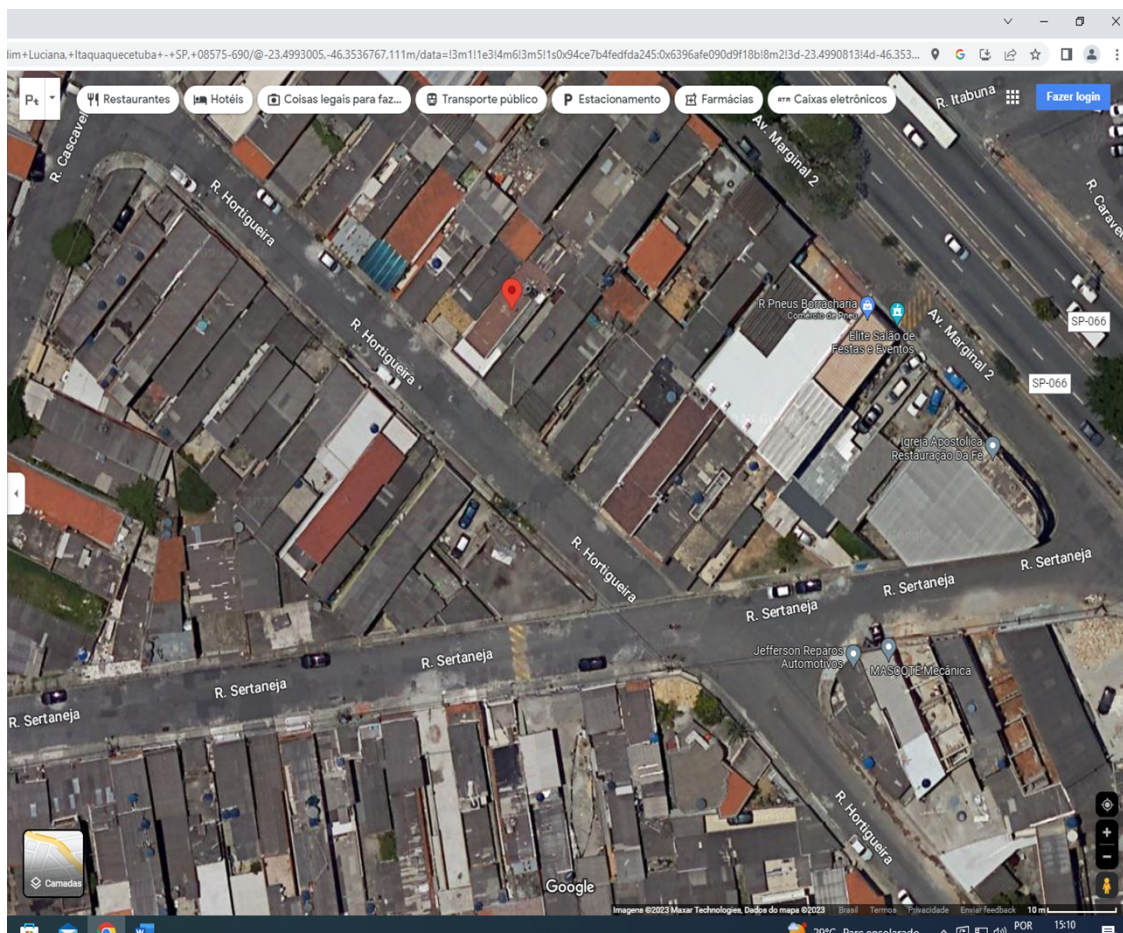 lim+Luciana,+Itaquaquecetuba+-+SP,+08575-690/@-23.4993005,-46.3536767,111m/data=!3m1!1e3!4m6!3m5!1s0x94ce7b4fedfda245:0x6396afe090d9f18b!8m2!3d-23.4990813!4d-46.353...
Restaurantes
Hotéis
Coisas legais para faz...
Transporte público
P Estacionamento
Farmácias
ATM Caixas eletrônicos
Fazer login
R. Itabuna
R. Cascavel
Av. Marginal 2
R. Hortigueira
R. Caravel
R Pneus Borracharia
Comércio de Pneu
Elite Salão de
Festas e Eventos
Av. Marginal 2
SP-066
SP-066
R. Hortigueira
Igreja Apostólica
Restauração Da Fé
R. Hortigueira
R. Sertaneja
R. Sertaneja
R. Sertaneja
Jefferson Reparos
Automotivos
MASCOTE Mecânica
R. Sertaneja
R. Sertaneja
R. Sertaneja
R. Hortigueira
Camadas
Google
Imagens ©2023 Maxar Technologies, Dados do mapa ©2023 Brasil Termos Privacidade Enviar feedback 10 m
29°C Parc ensolarado
POR
15:10